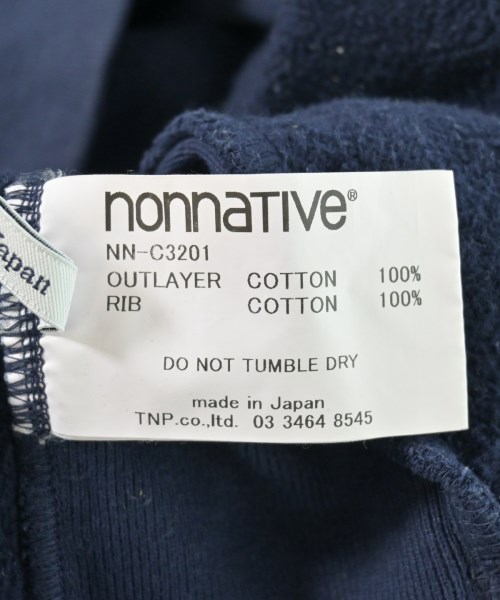 nonnative®
NN-C3201
OUTLAYER COTTON 100%
RIB COTTON 100%
DO NOT TUMBLE DRY
made in Japan
TNP.co.,ltd. 03 3464 8545
Japan